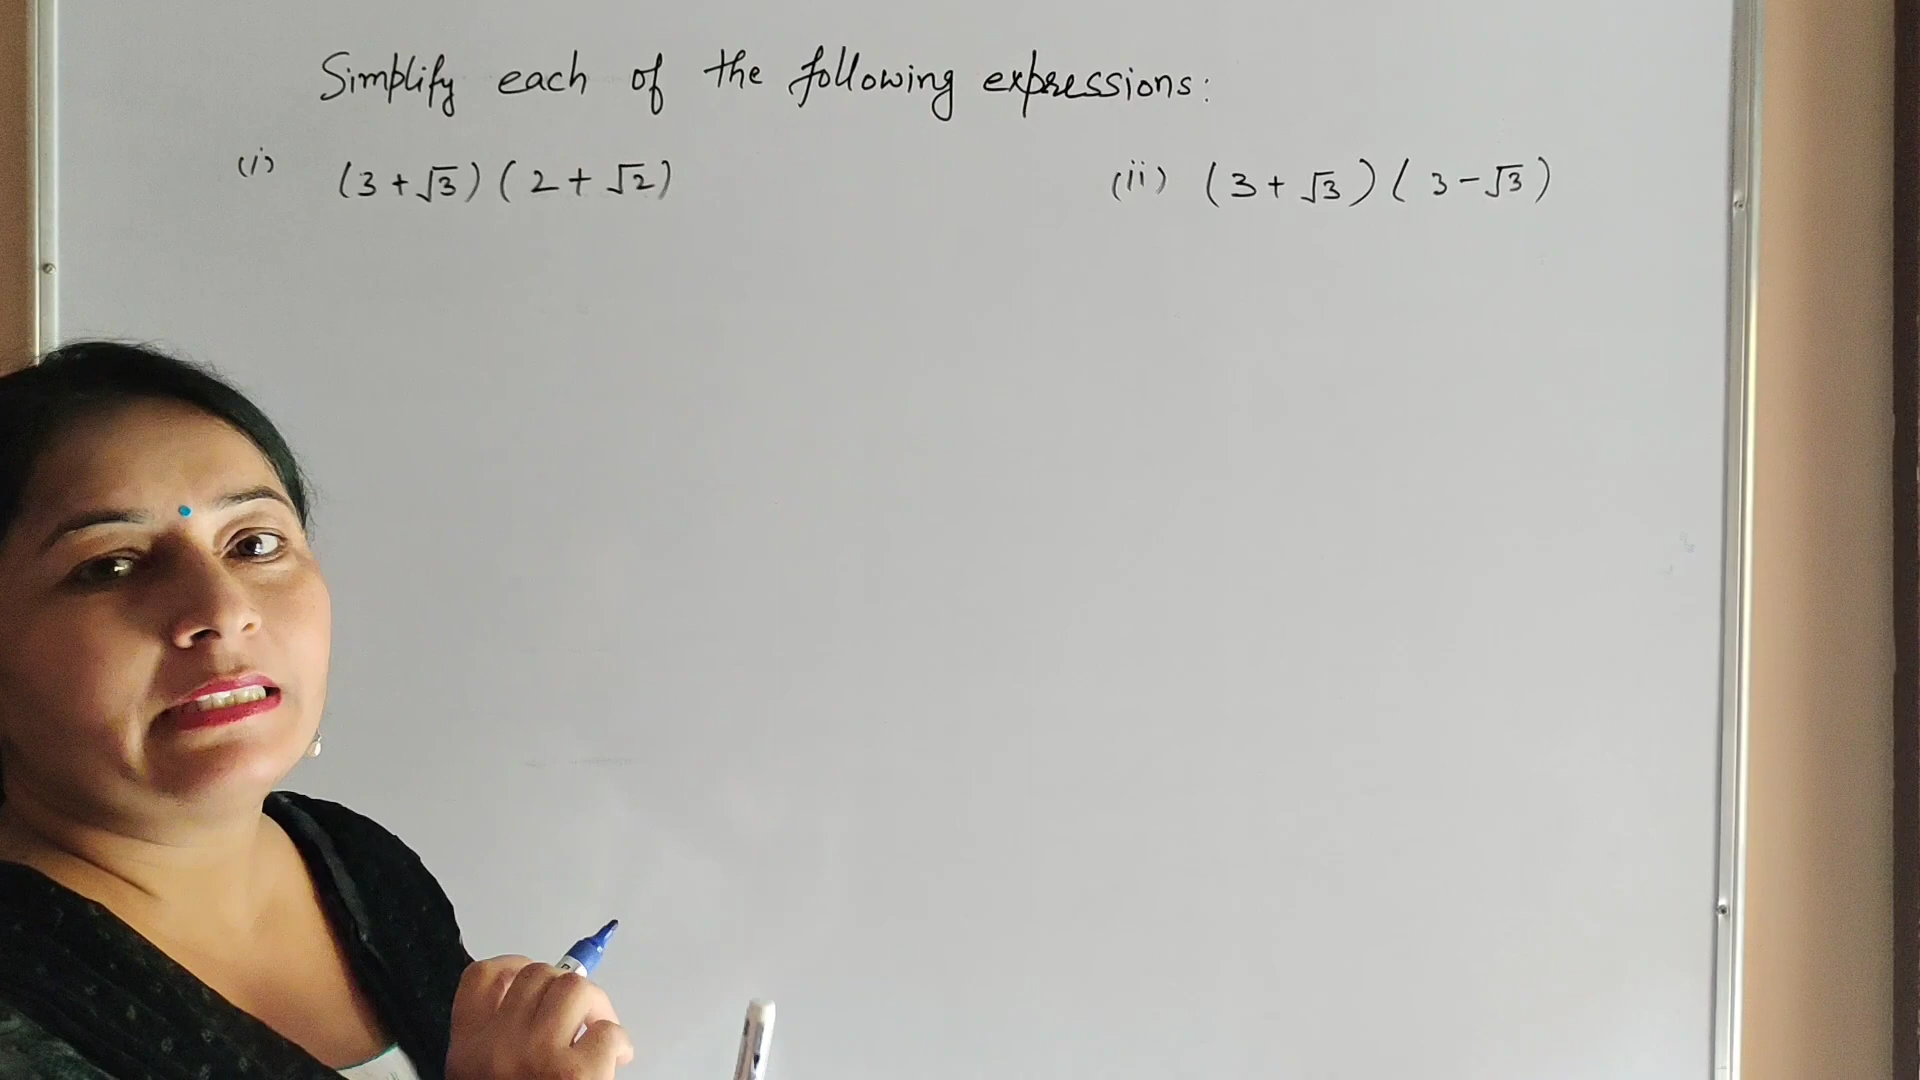 Simplify each of the following expressions:
(i) (3+√3)(2+√2) (ii) (3+√3)(3-√3)